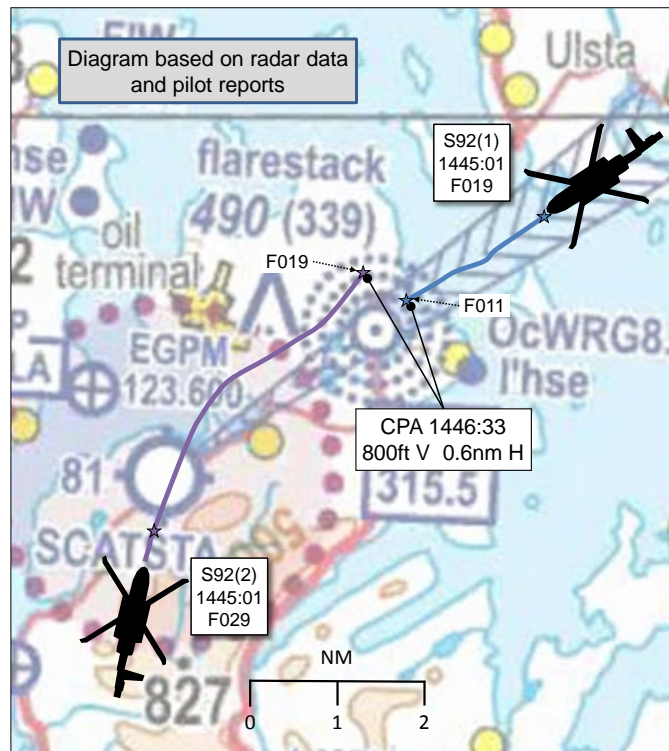 Diagram based on radar data
and pilot reports
Ulsta
S92(1)
1445:01
F019
hse
flarestack
490 (339)
oil
terminal
F019
F011
EGPM
123.600
LA
OcWRG8
l'hse
CPA 1446:33
800ft V 0.6nm H
81
315.5
SCATSTA
S92(2)
1445:01
F029
NM
827
0 1 2